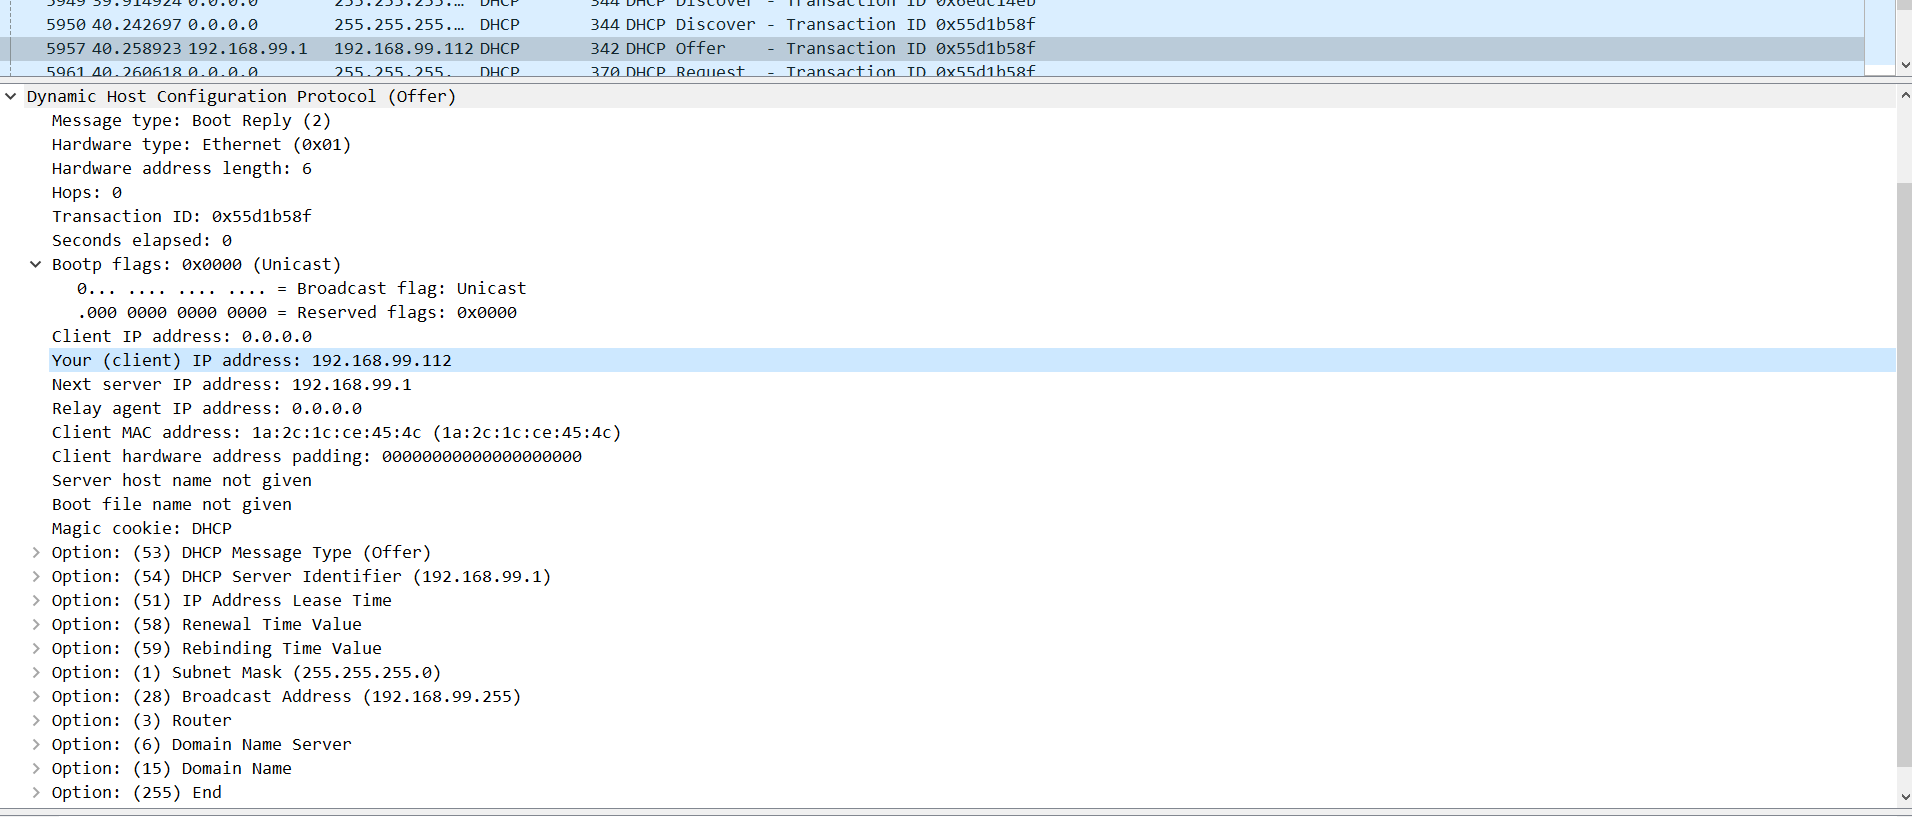 5949 39.914924 0.0.0.0 255.255.255.… DHCP 344 DHCP Discover - Transaction ID 0x6edc14eb
5950 40.242697 0.0.0.0 255.255.255.… DHCP 344 DHCP Discover - Transaction ID 0x55d1b58f
5957 40.258923 192.168.99.1 192.168.99.112 DHCP 342 DHCP Offer - Transaction ID 0x55d1b58f
5961 40.260618 0.0.0.0 255.255.255. DHCP 370 DHCP Request - Transaction ID 0x55d1b58f
Dynamic Host Configuration Protocol (Offer)
Message type: Boot Reply (2)
Hardware type: Ethernet (0x01)
Hardware address length: 6
Hops: 0
Transaction ID: 0x55d1b58f
Seconds elapsed: 0
Bootp flags: 0x0000 (Unicast)
0... .... .... .... = Broadcast flag: Unicast
.000 0000 0000 0000 = Reserved flags: 0x0000
Client IP address: 0.0.0.0
Your (client) IP address: 192.168.99.112
Next server IP address: 192.168.99.1
Relay agent IP address: 0.0.0.0
Client MAC address: 1a:2c:1c:ce:45:4c (1a:2c:1c:ce:45:4c)
Client hardware address padding: 00000000000000000000
Server host name not given
Boot file name not given
Magic cookie: DHCP
Option: (53) DHCP Message Type (Offer)
Option: (54) DHCP Server Identifier (192.168.99.1)
Option: (51) IP Address Lease Time
Option: (58) Renewal Time Value
Option: (59) Rebinding Time Value
Option: (1) Subnet Mask (255.255.255.0)
Option: (28) Broadcast Address (192.168.99.255)
Option: (3) Router
Option: (6) Domain Name Server
Option: (15) Domain Name
Option: (255) End